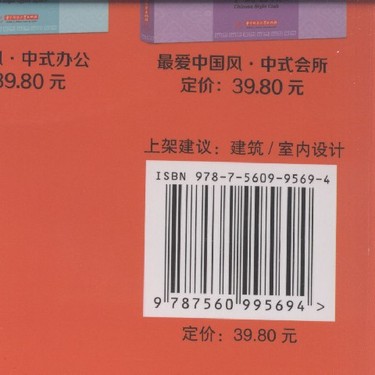 风·中式办公
39.80 元
最爱中国风·中式会所
定价：39.80元
上架建议：建筑 / 室内设计
ISBN 978-7-5609-9569-4
9 787560 995694 >
定价：39.80 元